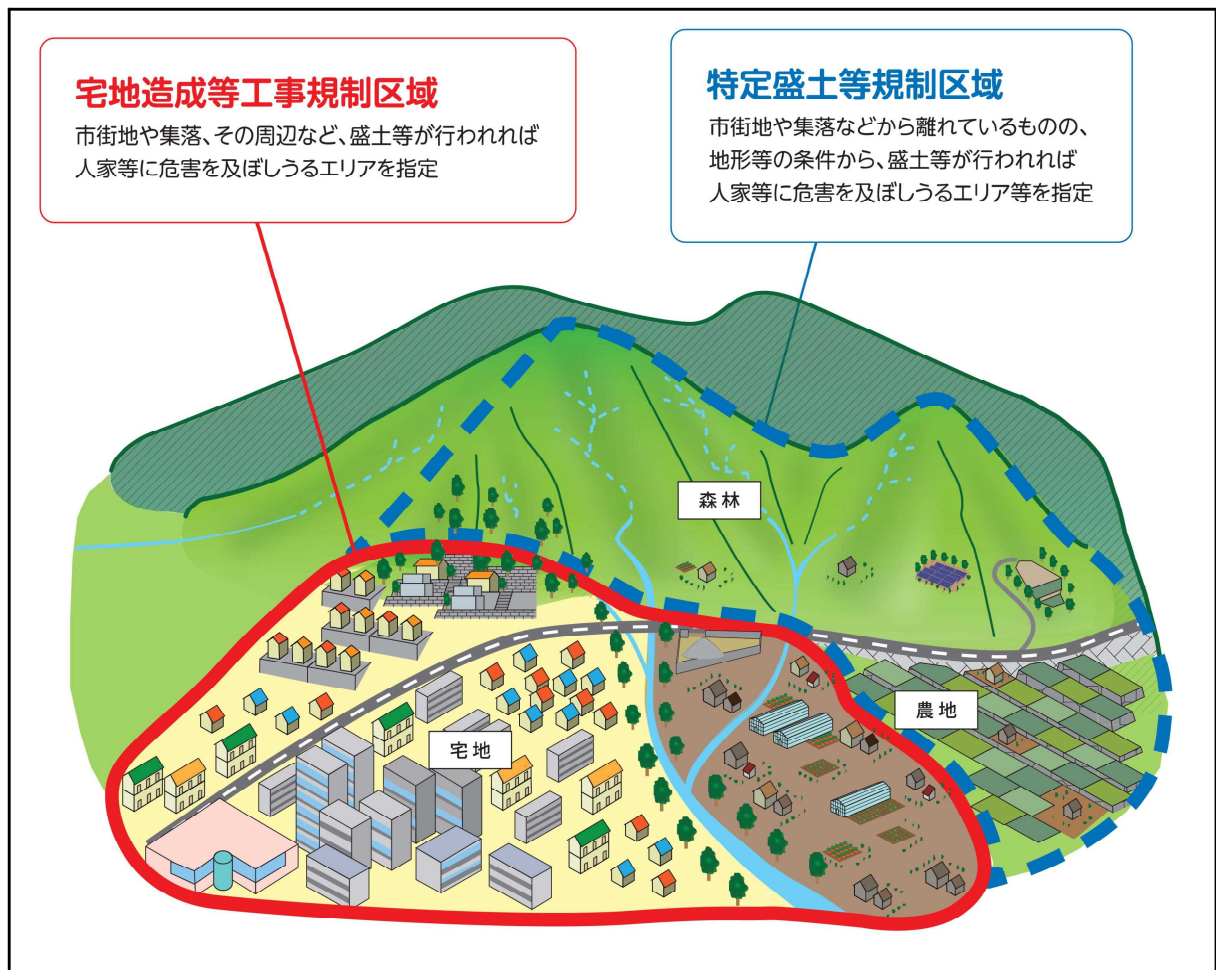 宅地造成等工事規制区域
市街地や集落、その周辺など、盛土等が行われれば
人家等に危害を及ぼしうるエリアを指定
特定盛土等規制区域
市街地や集落などから離れているものの、
地形等の条件から、盛土等が行われれば
人家等に危害を及ぼしうるエリア等を指定
森林
農地
宅地